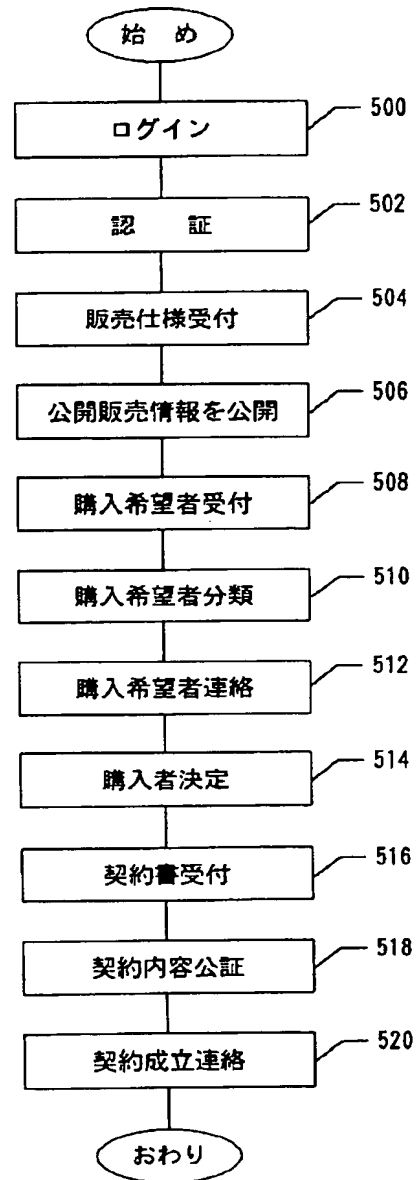 始 め
ログイン
500
認 証
502
販売仕様受付
504
公開販売情報を公開
506
購入希望者受付
508
購入希望者分類
510
購入希望者連絡
512
購入者決定
514
契約書受付
516
契約内容公証
518
契約成立連絡
520
おわり